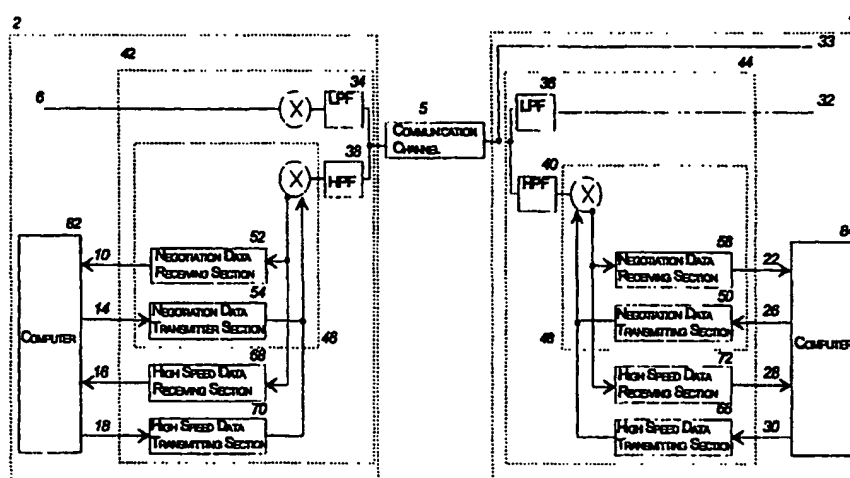 2
42
33
44
34
36
6
LPF
5
LPF
32
COMMUNICATION
CHANNEL
38
40
HPF
HPF
82
52
58
84
10
NEGOTIATION DATA
RECEIVING SECTION
NEGOTIATION DATA
RECEIVING SECTION
22
54
50
14
NEGOTIATION DATA
TRANSMITTER SECTION
NEGOTIATION DATA
TRANSMITTING SECTION
26
COMPUTER
COMPUTER
46
48
68
72
16
HIGH SPEED DATA
RECEIVING SECTION
HIGH SPEED DATA
RECEIVING SECTION
28
70
66
18
HIGH SPEED DATA
TRANSMITTING SECTION
HIGH SPEED DATA
TRANSMITTING SECTION
30